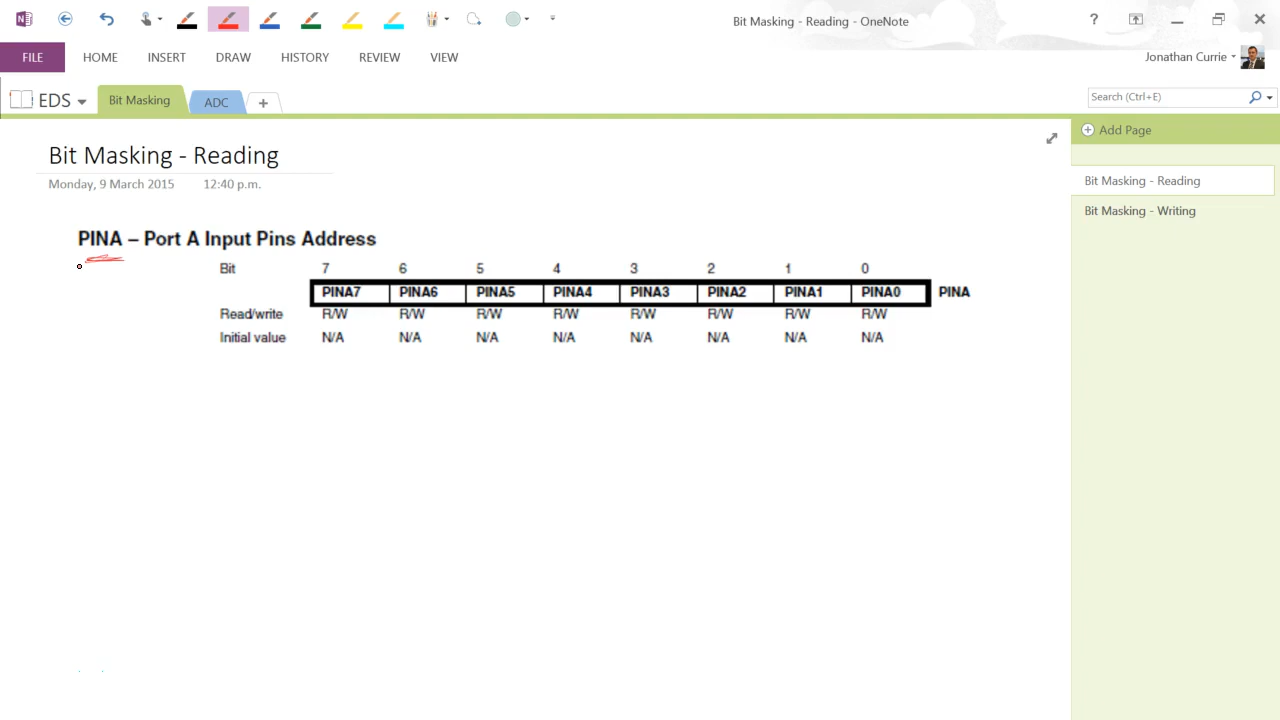 Bit Masking - Reading - OneNote
?
FILE HOME INSERT DRAW HISTORY REVIEW VIEW
Jonathan Currie
EDS Bit Masking ADC +
Search (Ctrl+E)
Add Page
Bit Masking - Reading
Bit Masking - Writing
Bit Masking - Reading
Monday, 9 March 2015 12:40 p.m.
PINA – Port A Input Pins Address
Bit 7 6 5 4 3 2 1 0
PINA7 PINA6 PINA5 PINA4 PINA3 PINA2 PINA1 PINA0 PINA
Read/write R/W R/W R/W R/W R/W R/W R/W R/W
Initial value N/A N/A N/A N/A N/A N/A N/A N/A